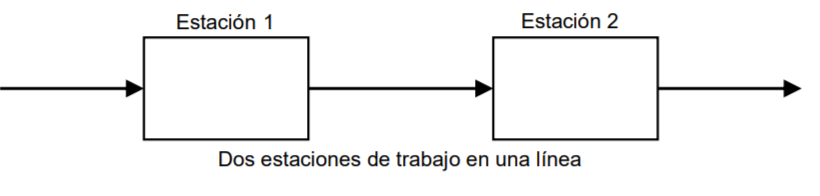 Estación 1
Estación 2
Dos estaciones de trabajo en una línea